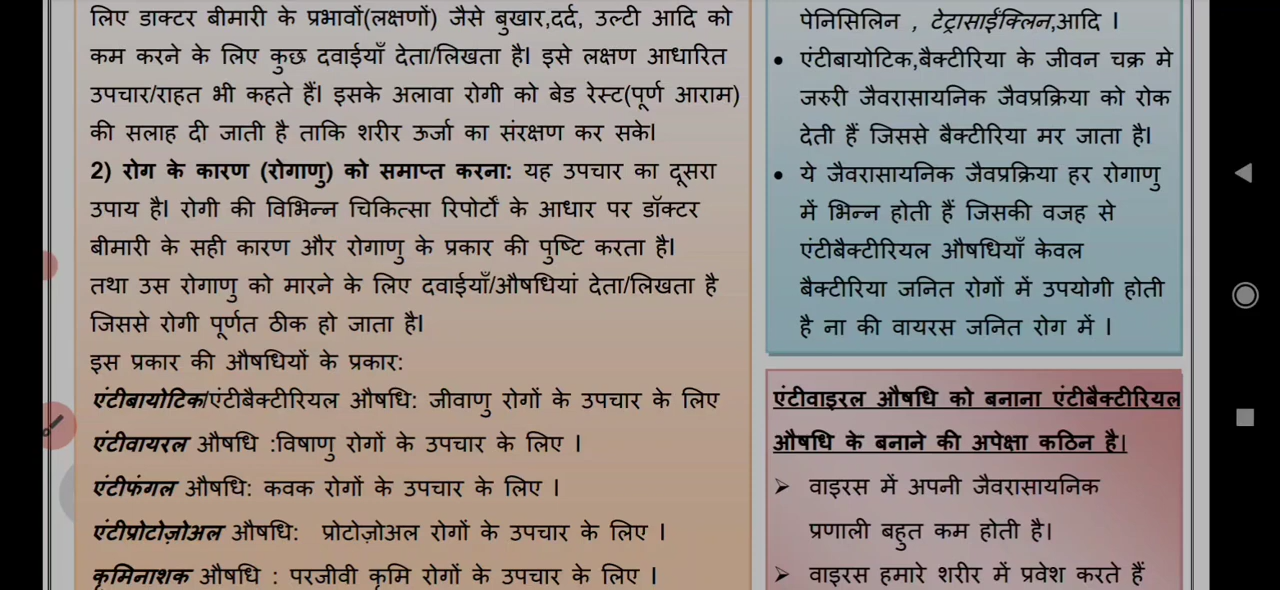 लिए डाक्टर बीमारी के प्रभावों(लक्षणों) जैसे बुखार,दर्द, उल्टी आदि को
कम करने के लिए कुछ दवाईयाँ देता/लिखता है। इसे लक्षण आधारित
उपचार/राहत भी कहते हैं। इसके अलावा रोगी को बेड रेस्ट(पूर्ण आराम)
की सलाह दी जाती है ताकि शरीर ऊर्जा का संरक्षण कर सके।
2) रोग के कारण (रोगाणु) को समाप्त करना: यह उपचार का दूसरा
उपाय है। रोगी की विभिन्न चिकित्सा रिपोर्टों के आधार पर डॉक्टर
बीमारी के सही कारण और रोगाणु के प्रकार की पुष्टि करता है।
तथा उस रोगाणु को मारने के लिए दवाईयाँ/औषधियां देता/लिखता है
जिससे रोगी पूर्णत ठीक हो जाता है।
इस प्रकार की औषधियों के प्रकार:
एंटीबायोटिक/एंटीबैक्टीरियल औषधि: जीवाणु रोगों के उपचार के लिए
एंटीवायरल औषधि :विषाणु रोगों के उपचार के लिए ।
एंटीफंगल औषधि: कवक रोगों के उपचार के लिए ।
एंटीप्रोटोज़ोअल औषधि: प्रोटोज़ोअल रोगों के उपचार के लिए ।
कृमिनाशक औषधि : परजीवी कृमि रोगों के उपचार के लिए ।
पेनिसिलिन , टेट्रासाईक्लिन,आदि ।
• एंटीबायोटिक,बैक्टीरिया के जीवन चक्र मे
जरुरी जैवरासायनिक जैवप्रक्रिया को रोक
देती हैं जिससे बैक्टीरिया मर जाता है।
• ये जैवरासायनिक जैवप्रक्रिया हर रोगाणु
में भिन्न होती हैं जिसकी वजह से
एंटीबैक्टीरियल औषधियाँ केवल
बैक्टीरिया जनित रोगों में उपयोगी होती
है ना की वायरस जनित रोग में ।
एंटीवाइरल औषधि को बनाना एंटीबैक्टीरियल
औषधि के बनाने की अपेक्षा कठिन है।
➢ वाइरस में अपनी जैवरासायनिक
प्रणाली बहुत कम होती है।
➢ वाइरस हमारे शरीर में प्रवेश करते हैं